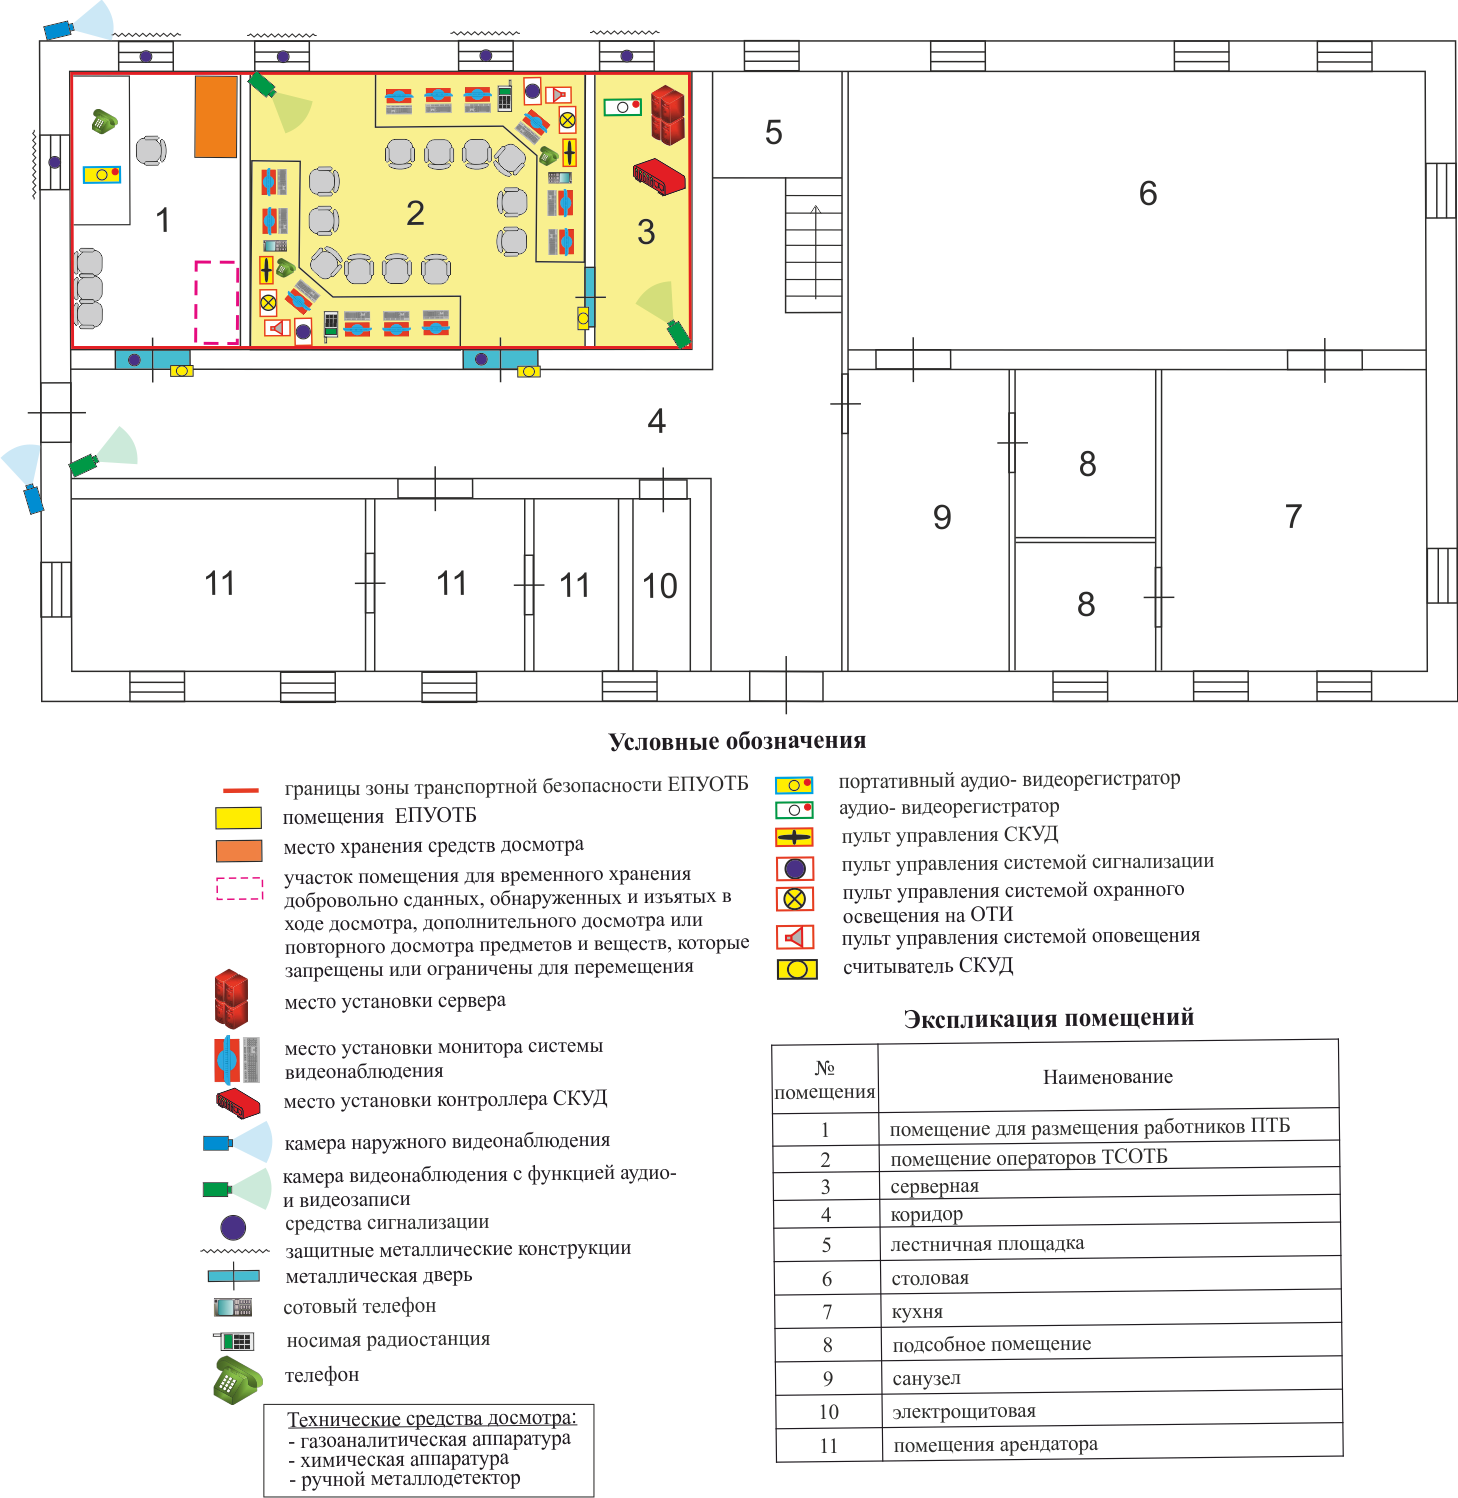 5
6
1
2
3
4
8
9
7
11
11
11
10
8
Условные обозначения
границы зоны транспортной безопасности ЕПУОТБ
помещения ЕПУОТБ
место хранения средств досмотра
участок помещения для временного хранения
добровольно сданных, обнаруженных и изъятых в
ходе досмотра, дополнительного досмотра или
повторного досмотра предметов и веществ, которые
запрещены или ограничены для перемещения
место установки сервера
место установки монитора системы
видеонаблюдения
место установки контроллера СКУД
камера наружного видеонаблюдения
камера видеонаблюдения с функцией аудио-
и видеозаписи
средства сигнализации
защитные металлические конструкции
металлическая дверь
сотовый телефон
носимая радиостанция
телефон
Технические средства досмотра:
- газоаналитическая аппаратура
- химическая аппаратура
- ручной металлодетектор
портативный аудио- видеорегистратор
аудио- видеорегистратор
пульт управления СКУД
пульт управления системой сигнализации
пульт управления системой охранного
освещения на ОТИ
пульт управления системой оповещения
считыватель СКУД
Экспликация помещений
№
помещения
Наименование
1 помещение для размещения работников ПТБ
2 помещение операторов ТСОТБ
3 серверная
4 коридор
5 лестничная площадка
6 столовая
7 кухня
8 подсобное помещение
9 санузел
10 электрощитовая
11 помещения арендатора